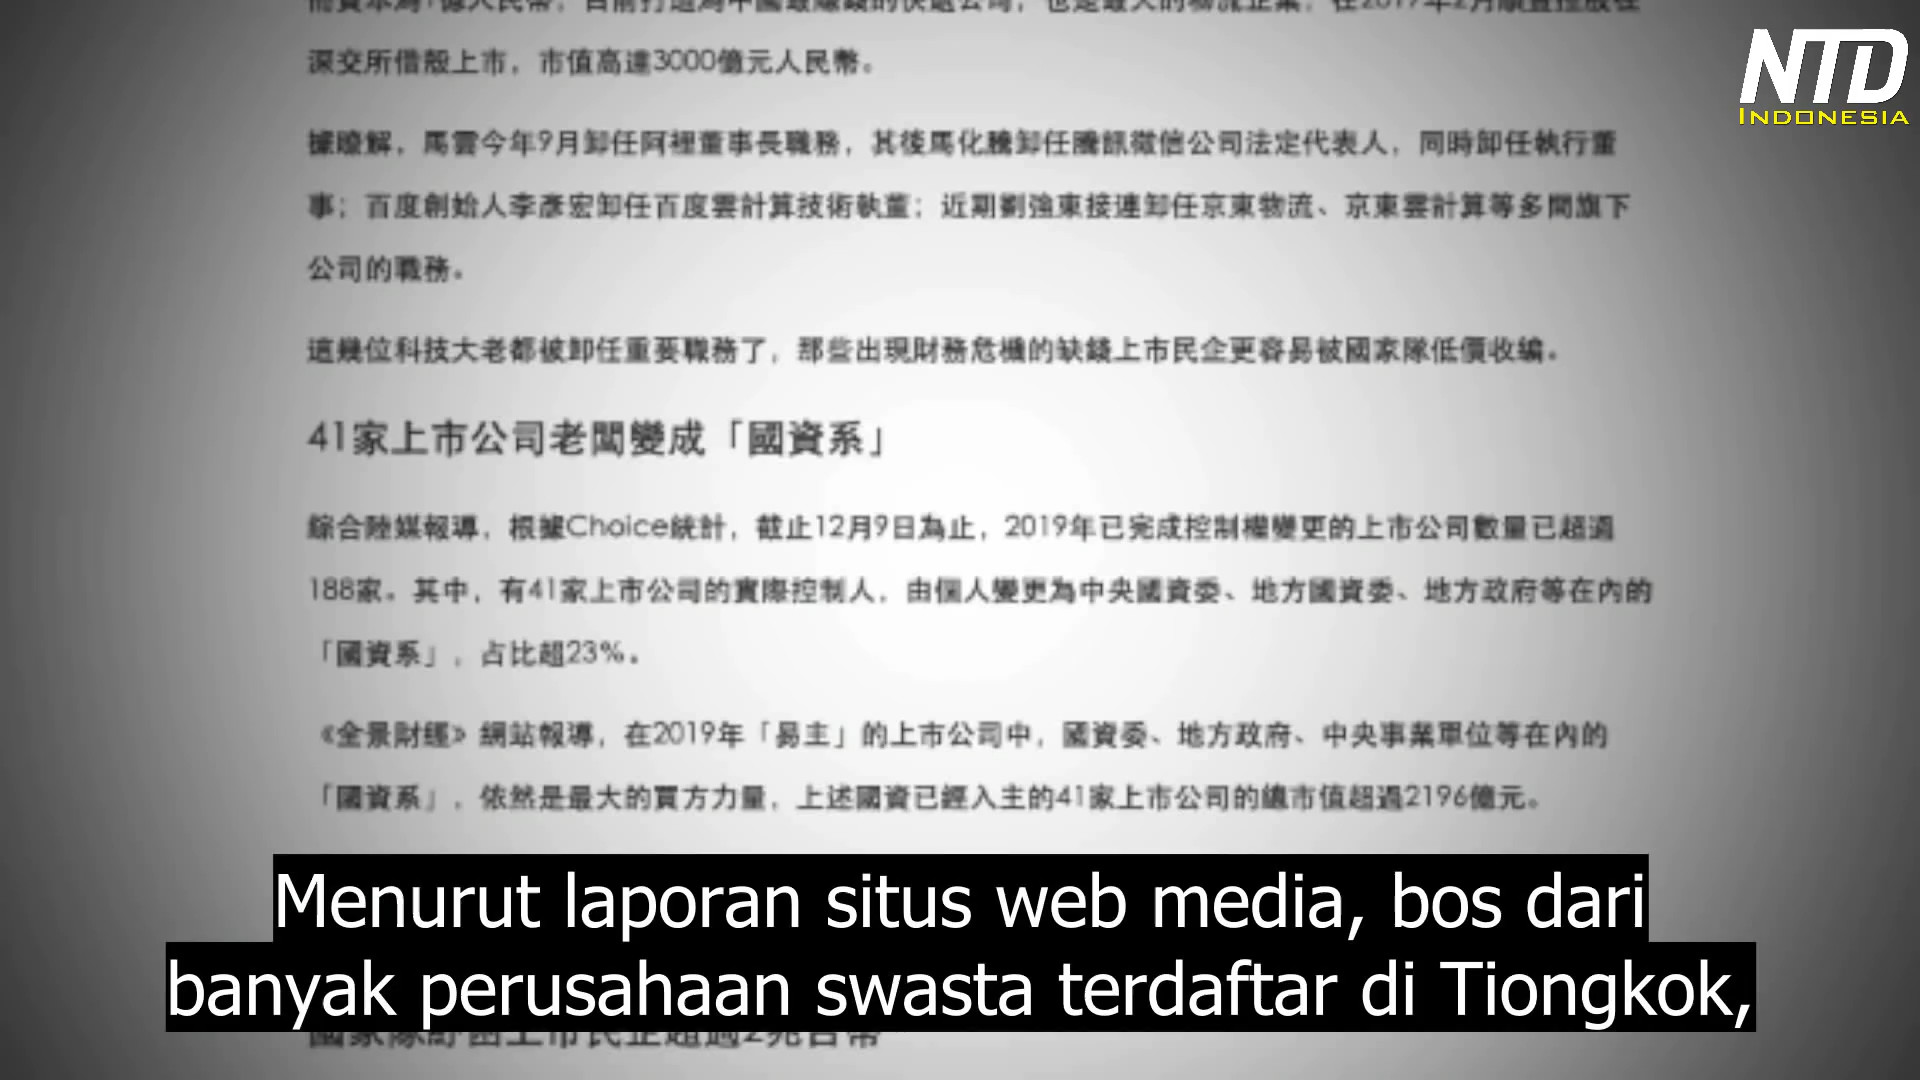 深交所借殼上市，市值高達3000億元人民幣。
據瞭解，馬雲今年9月卸任阿裡董事長職務，其後馬化騰卸任騰訊徵信公司法定代表人，同時卸任執行董
事；百度創始人李彥宏卸任百度雲計算技術執董；近期劉強東接連卸任京東物流、京東雲計算等多間旗下
公司的職務。
這幾位科技大老都被卸任重要職務了，那些出現財務危機的缺錢上市民企更容易被國家隊低價收編。
41家上市公司老闆變成「國資系」
綜合陸媒報導，根據Choice統計，截止12月9日為止，2019年已完成控制權變更的上市公司數量已超過
188家。其中，有41家上市公司的實際控制人，由個人變更為中央國資委、地方國資委、地方政府等在內的
「國資系」，占比超23%。
《全景財經》網站報導，在2019年「易主」的上市公司中，國資委、地方政府、中央事業單位等在內的
「國資系」，依然是最大的買方力量，上述國資已經入主的41家上市公司的總市值超過2196億元。
NTD
INDONESIA
Menurut laporan situs web media, bos dari
banyak perusahaan swasta terdaftar di Tiongkok,